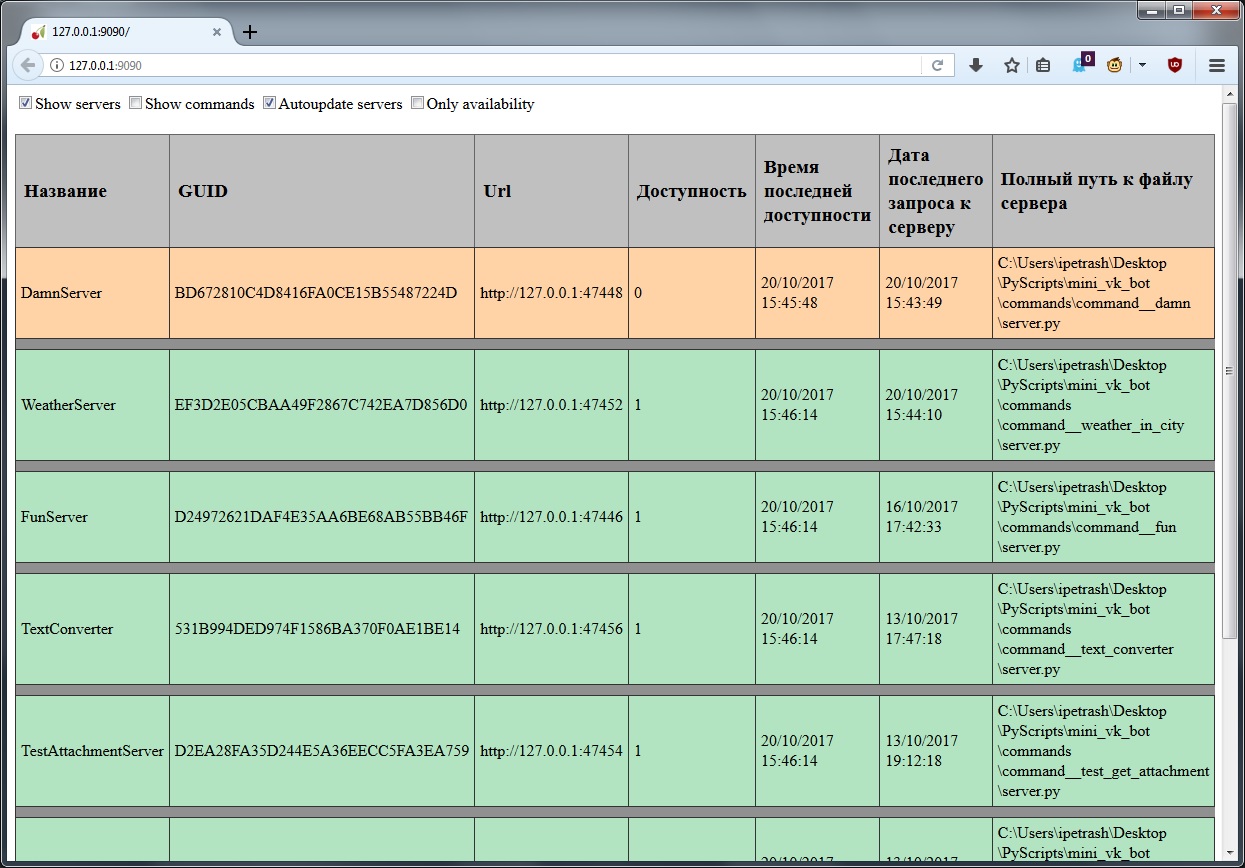 127.0.0.1:9090/
127.0.0.1:9090
0
Show servers Show commands Autoupdate servers Only availability
Название
GUID
Url
Доступность
Время
последней
доступности
Дата
последнего
запроса к
серверу
Полный путь к файлу
сервера
DamnServer
BD672810C4D8416FA0CE15B55487224D
http://127.0.0.1:47448
0
20/10/2017
15:45:48
20/10/2017
15:43:49
C:\Users\ipetrash\Desktop
\PyScripts\mini_vk_bot
\commands\command__damn
\server.py
WeatherServer
EF3D2E05CBAA49F2867C742EA7D856D0
http://127.0.0.1:47452
1
20/10/2017
15:46:14
20/10/2017
15:44:10
C:\Users\ipetrash\Desktop
\PyScripts\mini_vk_bot
\commands
\command__weather_in_city
\server.py
FunServer
D24972621DAF4E35AA6BE68AB55BB46F
http://127.0.0.1:47446
1
20/10/2017
15:46:14
16/10/2017
17:42:33
C:\Users\ipetrash\Desktop
\PyScripts\mini_vk_bot
\commands\command__fun
\server.py
TextConverter
531B994DED974F1586BA370F0AE1BE14
http://127.0.0.1:47456
1
20/10/2017
15:46:14
13/10/2017
17:47:18
C:\Users\ipetrash\Desktop
\PyScripts\mini_vk_bot
\commands
\command__text_converter
\server.py
TestAttachmentServer
D2EA28FA35D244E5A36EECC5FA3EA759
http://127.0.0.1:47454
1
20/10/2017
15:46:14
13/10/2017
19:12:18
C:\Users\ipetrash\Desktop
\PyScripts\mini_vk_bot
\commands
\command__test_get_attachment
\server.py
20/10/2017
13/10/2017
C:\Users\ipetrash\Desktop
\PyScripts\mini_vk_bot